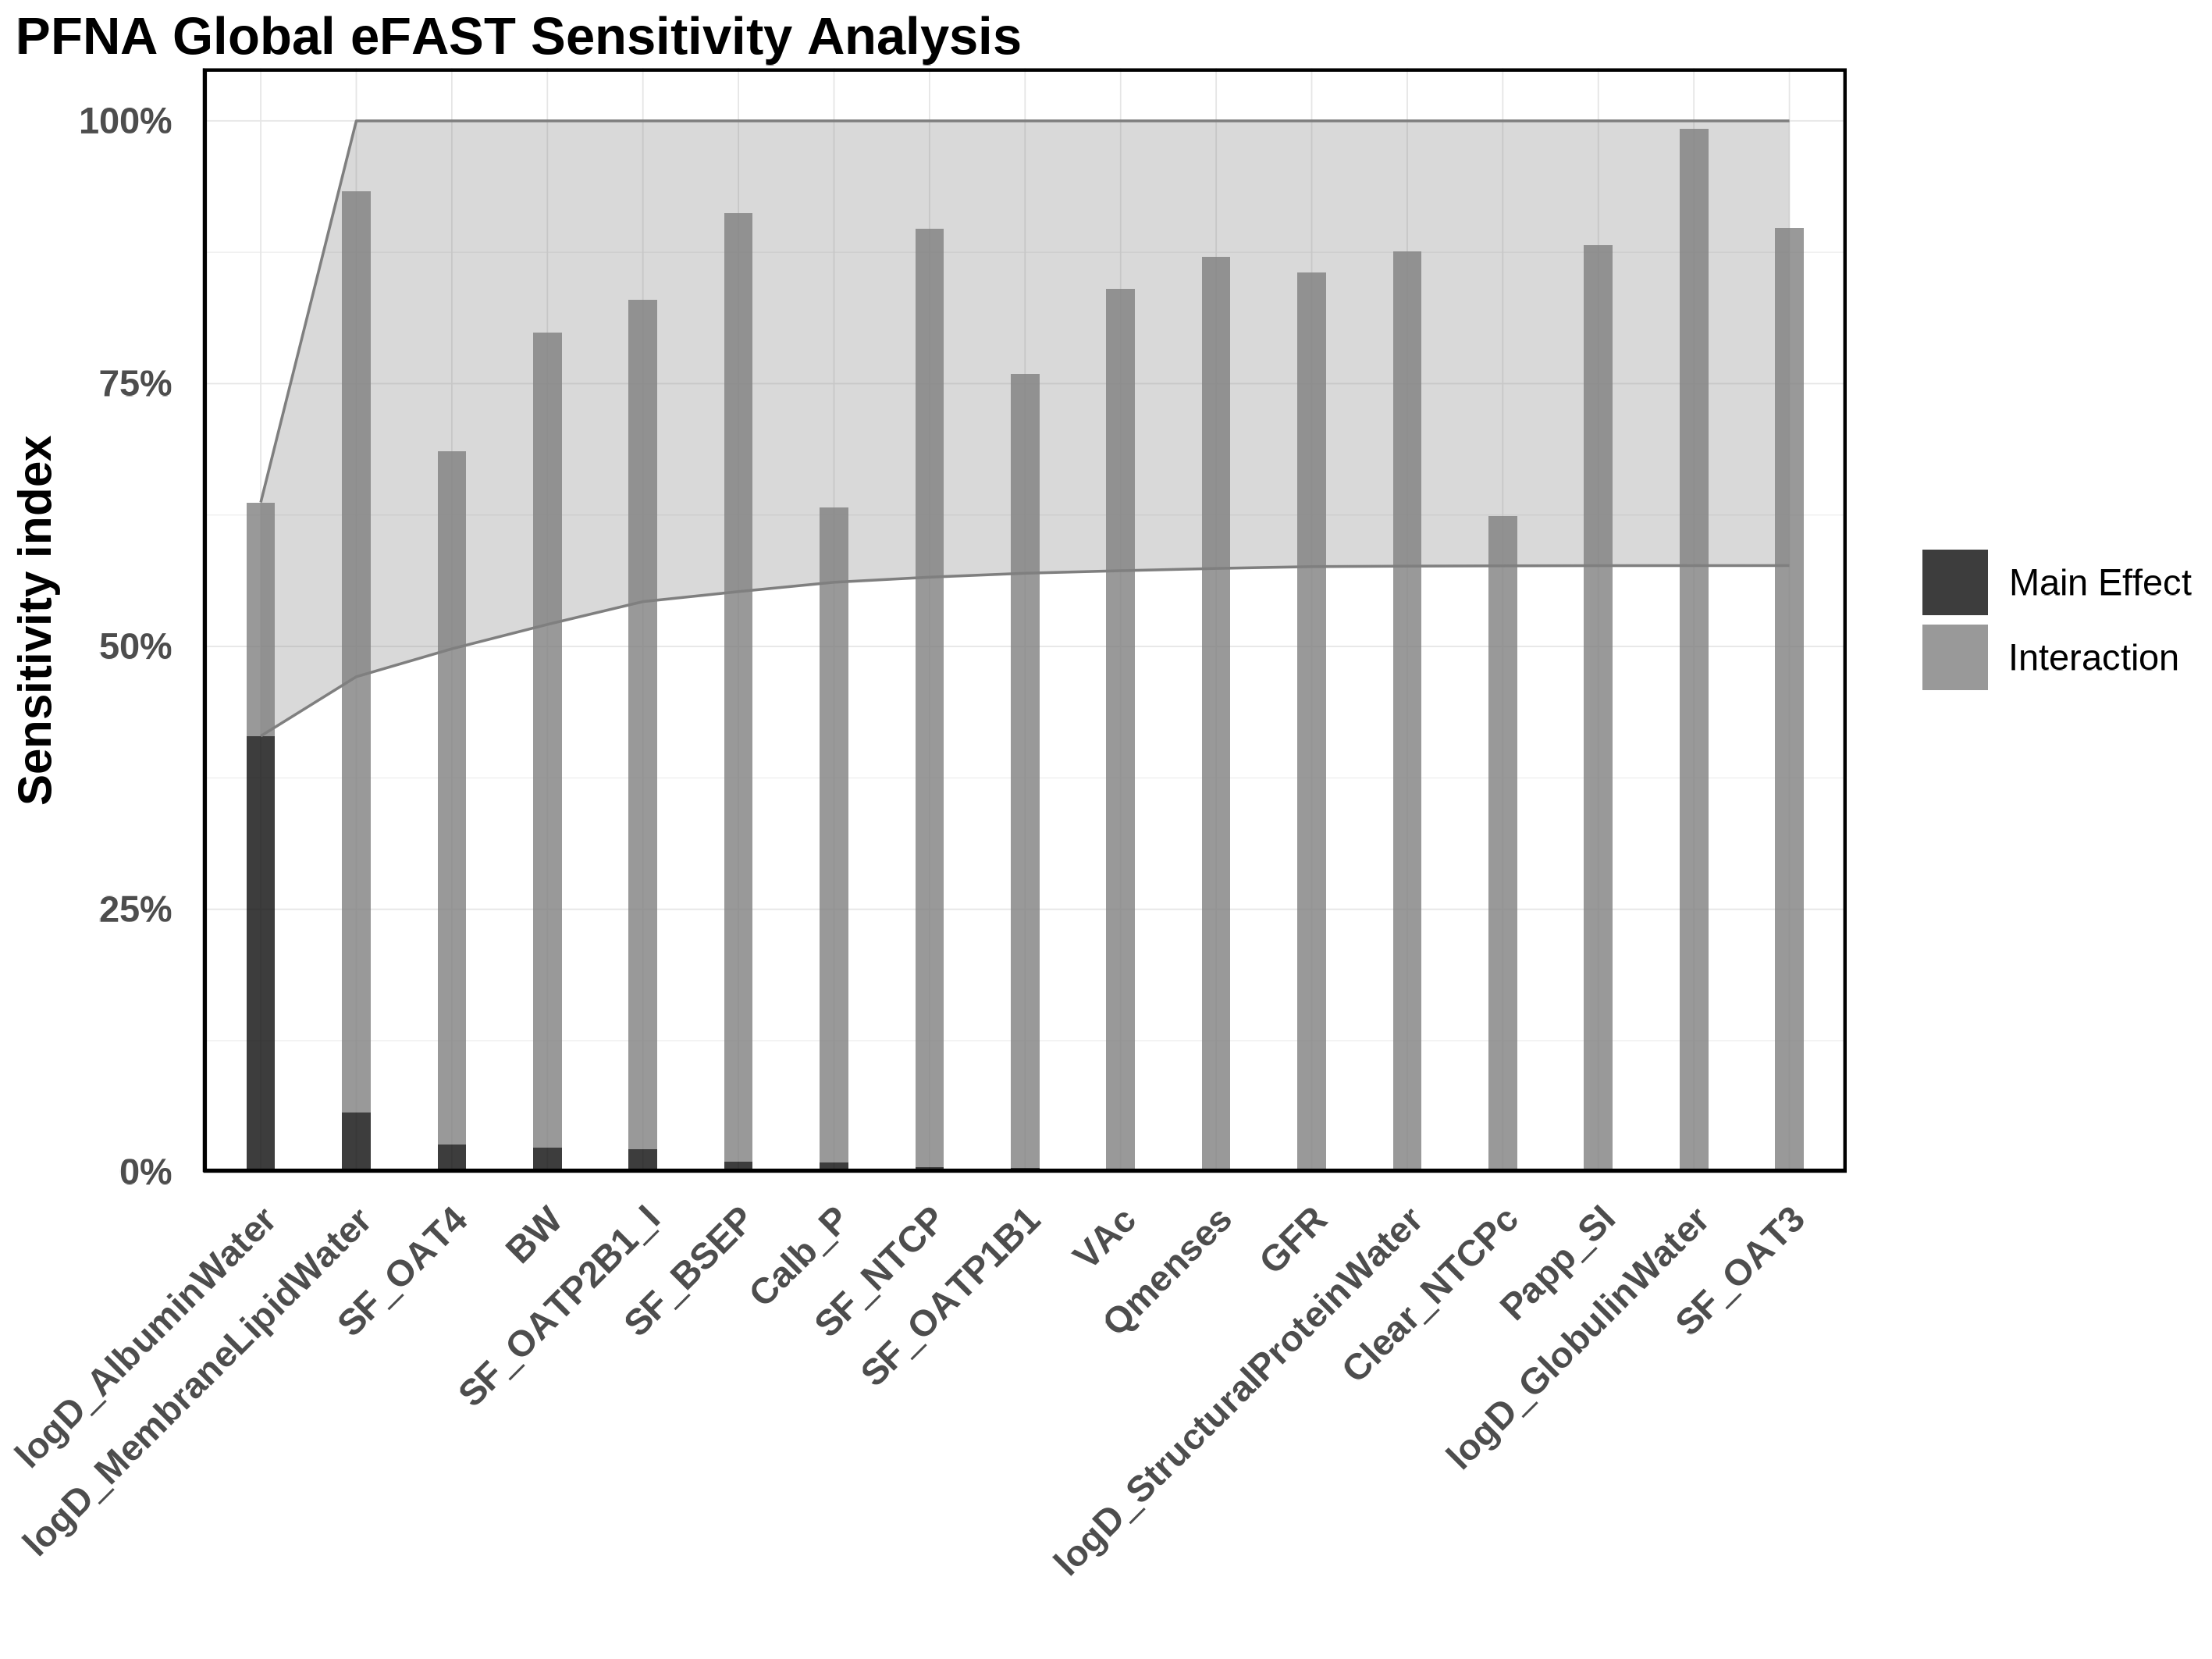 PFNA Global eFAST Sensitivity Analysis
Sensitivity index
100%
75%
50%
25%
0%
logD_AlbuminWater
logD_MembraneLipidWater
SF_OAT4
BW
SF_OATP2B1_I
SF_BSEP
Calb_P
SF_NTCP
SF_OATP1B1
VAc
Qmenses
GFR
logD_StructuralProteinWater
Clear_NTCPc
Papp_SI
logD_GlobulinWater
SF_OAT3
Main Effect
Interaction